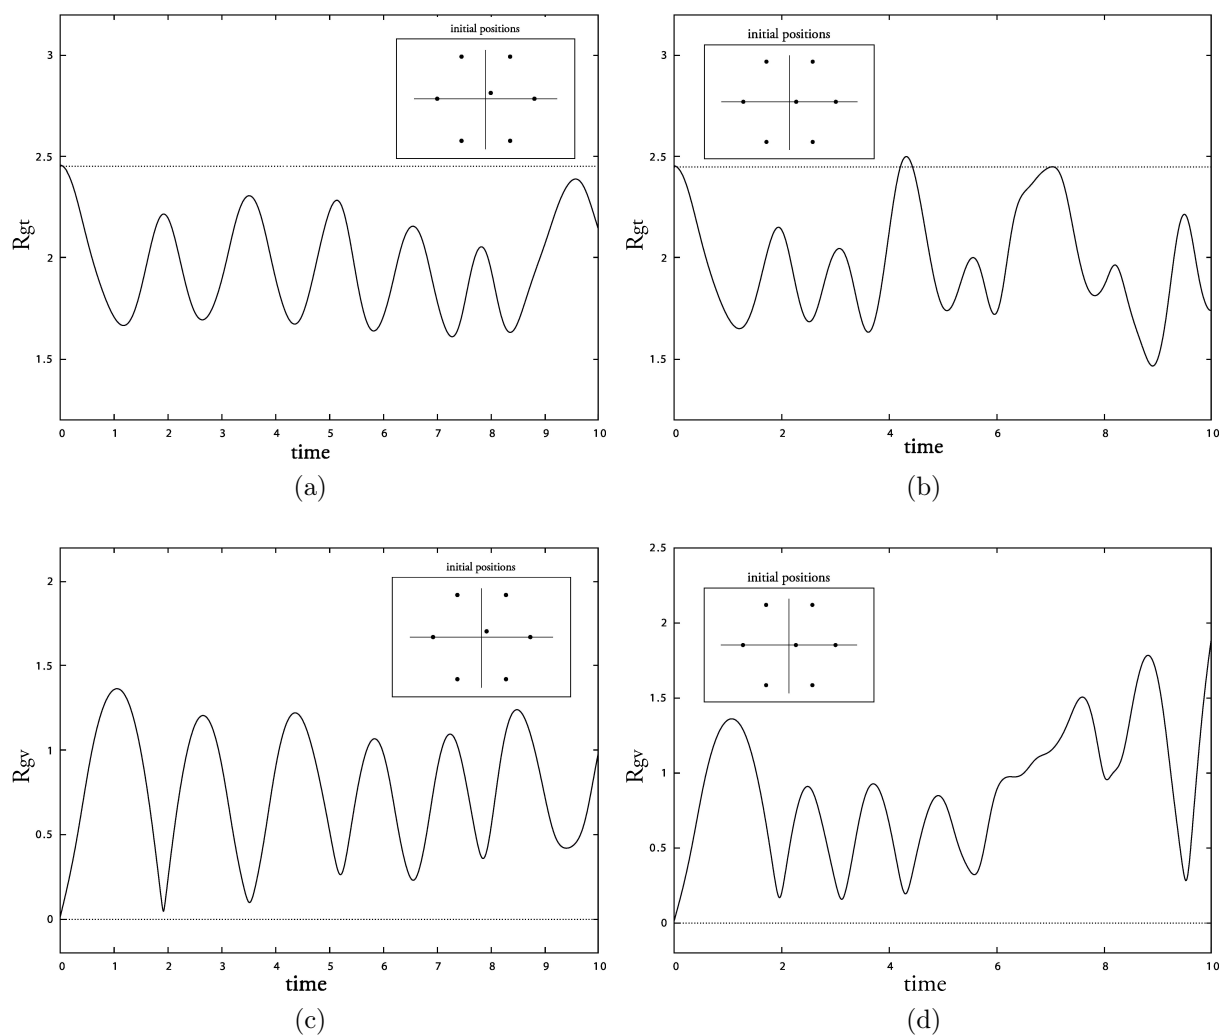 initial positions
3
2.5
2
1.5
Rgt
0 1 2 3 4 5 6 7 8 9 10
time
(a)
initial positions
3
2.5
2
1.5
Rgt
0 2 4 6 8 10
time
(b)
initial positions
2
1.5
1
0.5
0
Rgv
0 1 2 3 4 5 6 7 8 9 10
time
(c)
2.5
initial positions
2
1.5
1
0.5
0
Rgv
0 2 4 6 8 10
time
(d)